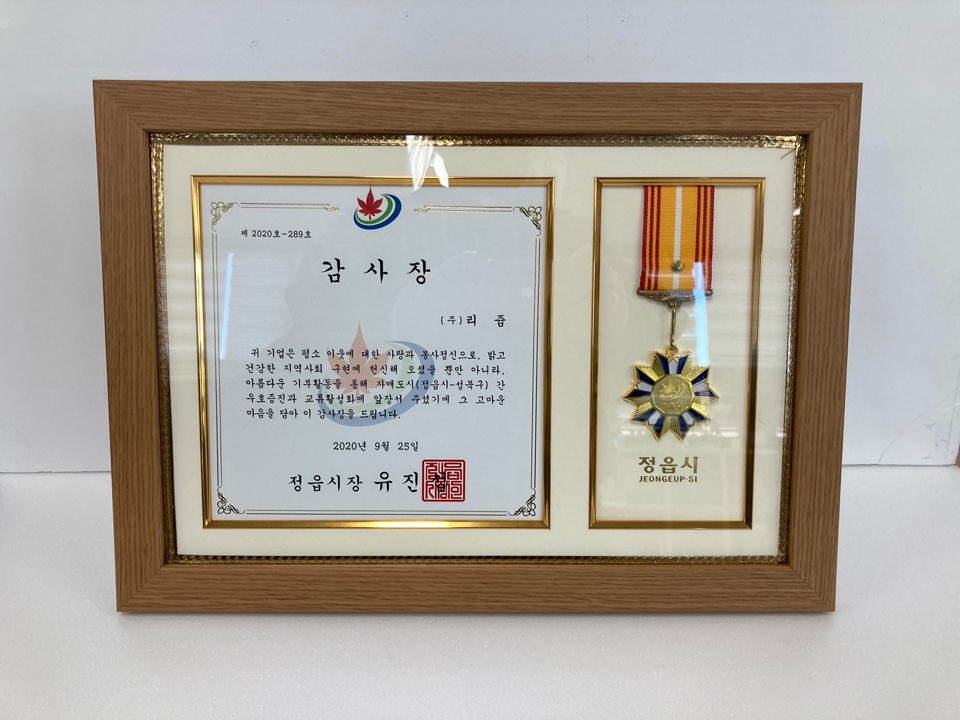 제 2020호-289호
감 사 장
(주)리 줍
귀 기업은 평소 이웃에 대한 사랑과 봉사정신으로, 밝고
건강한 지역사회 구현에 헌신해 오셨을 뿐만 아니라,
아름다운 기부활동을 통해 자매도시(정읍시-성북구) 간
우호증진과 교류활성화에 앞장서 주셨기에 그 고마운
마음을 담아 이 감사장을 드립니다.
2020년 9월 25일
정읍시장 유진섭
정읍시
JEONGEUP-SI